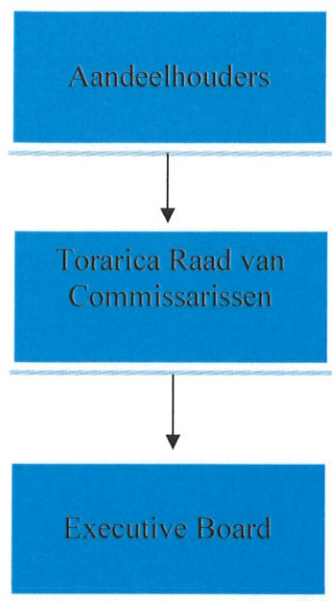 Aandeelhouders
Torarica Raad van
Commissarissen
Executive Board